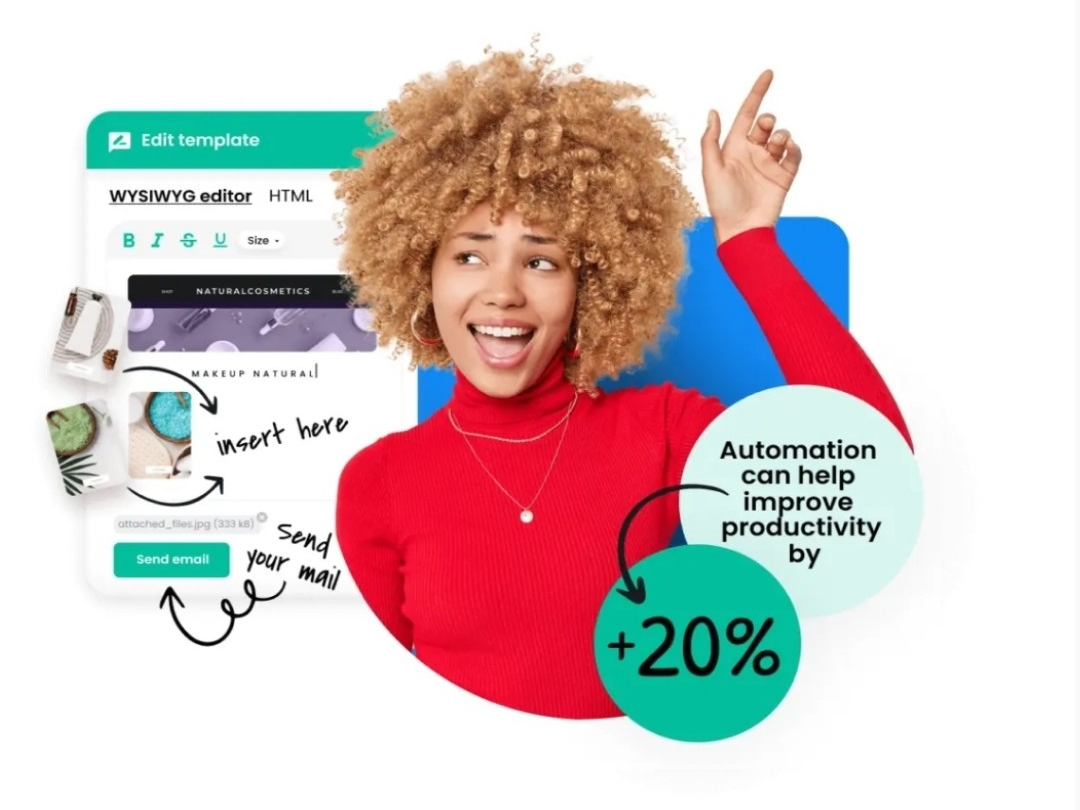 Edit template
WYSIWYG editor HTML
B I S U Size
NATURALCOSMETICS
MAKEUP NATURAL
insert here
attached_files.jpg (333 kB)
Send email
Send
your mail
Automation
can help
improve
productivity
by
+20%